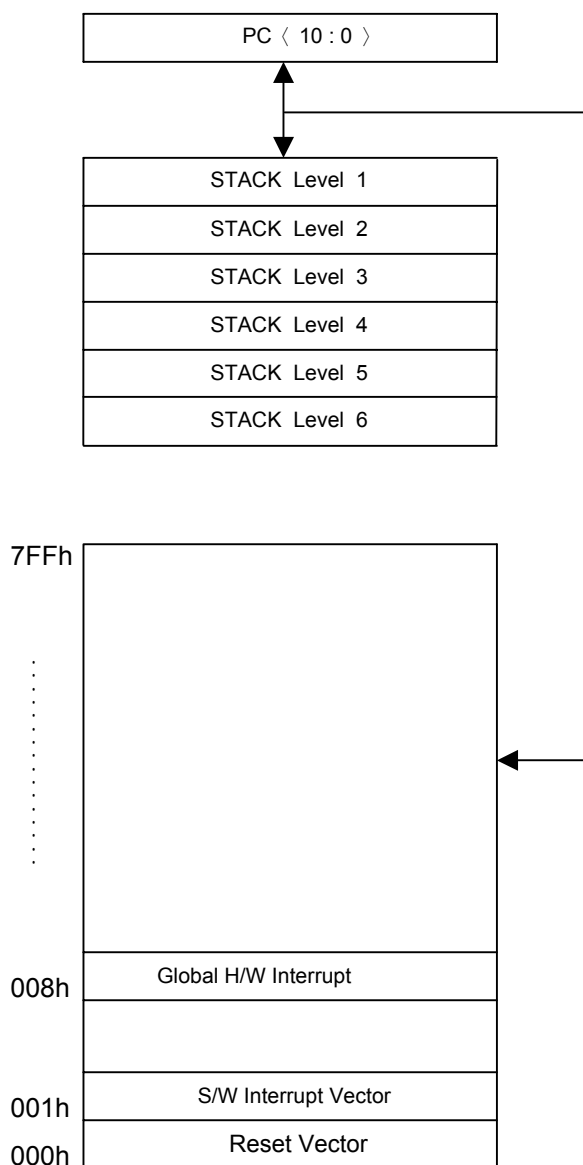 PC〈 10 : 0 〉
STACK Level 1
STACK Level 2
STACK Level 3
STACK Level 4
STACK Level 5
STACK Level 6
7FFh
008h Global H/W Interrupt
001h S/W Interrupt Vector
000h Reset Vector